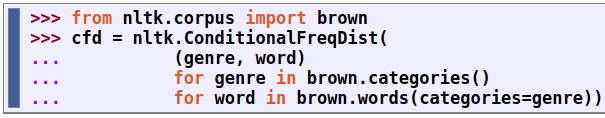 >>> from nltk.corpus import brown
>>> cfd = nltk.ConditionalFreqDist(
...           (genre, word)
...           for genre in brown.categories()
...           for word in brown.words(categories=genre))